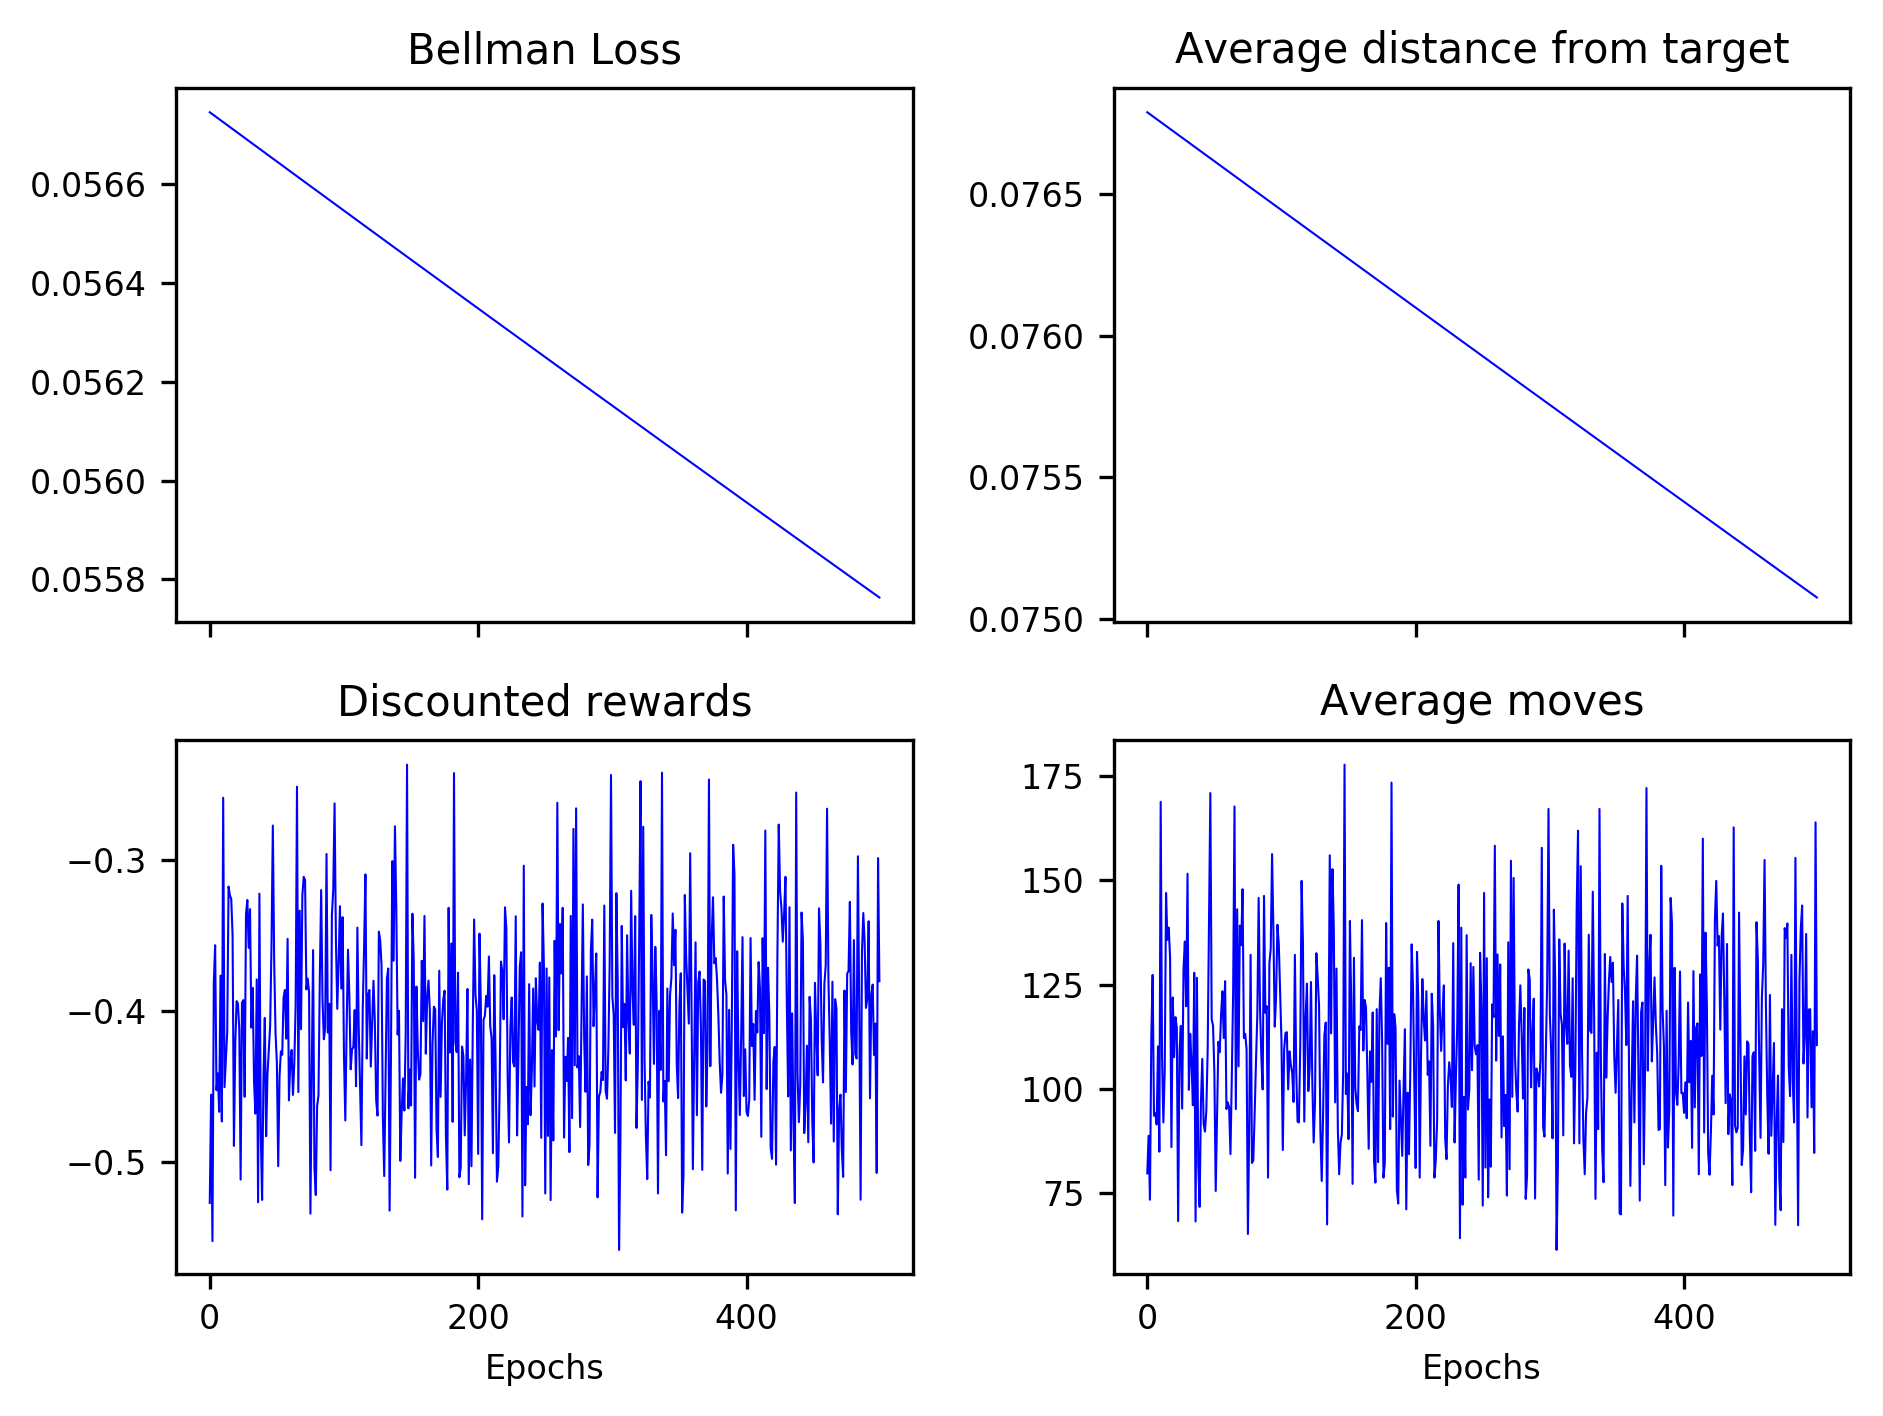 Bellman Loss
0.0566
0.0564
0.0562
0.0560
0.0558
Average distance from target
0.0765
0.0760
0.0755
0.0750
Discounted rewards
−0.3
−0.4
−0.5
0 200 400
Epochs
Average moves
175
150
125
100
75
0 200 400
Epochs